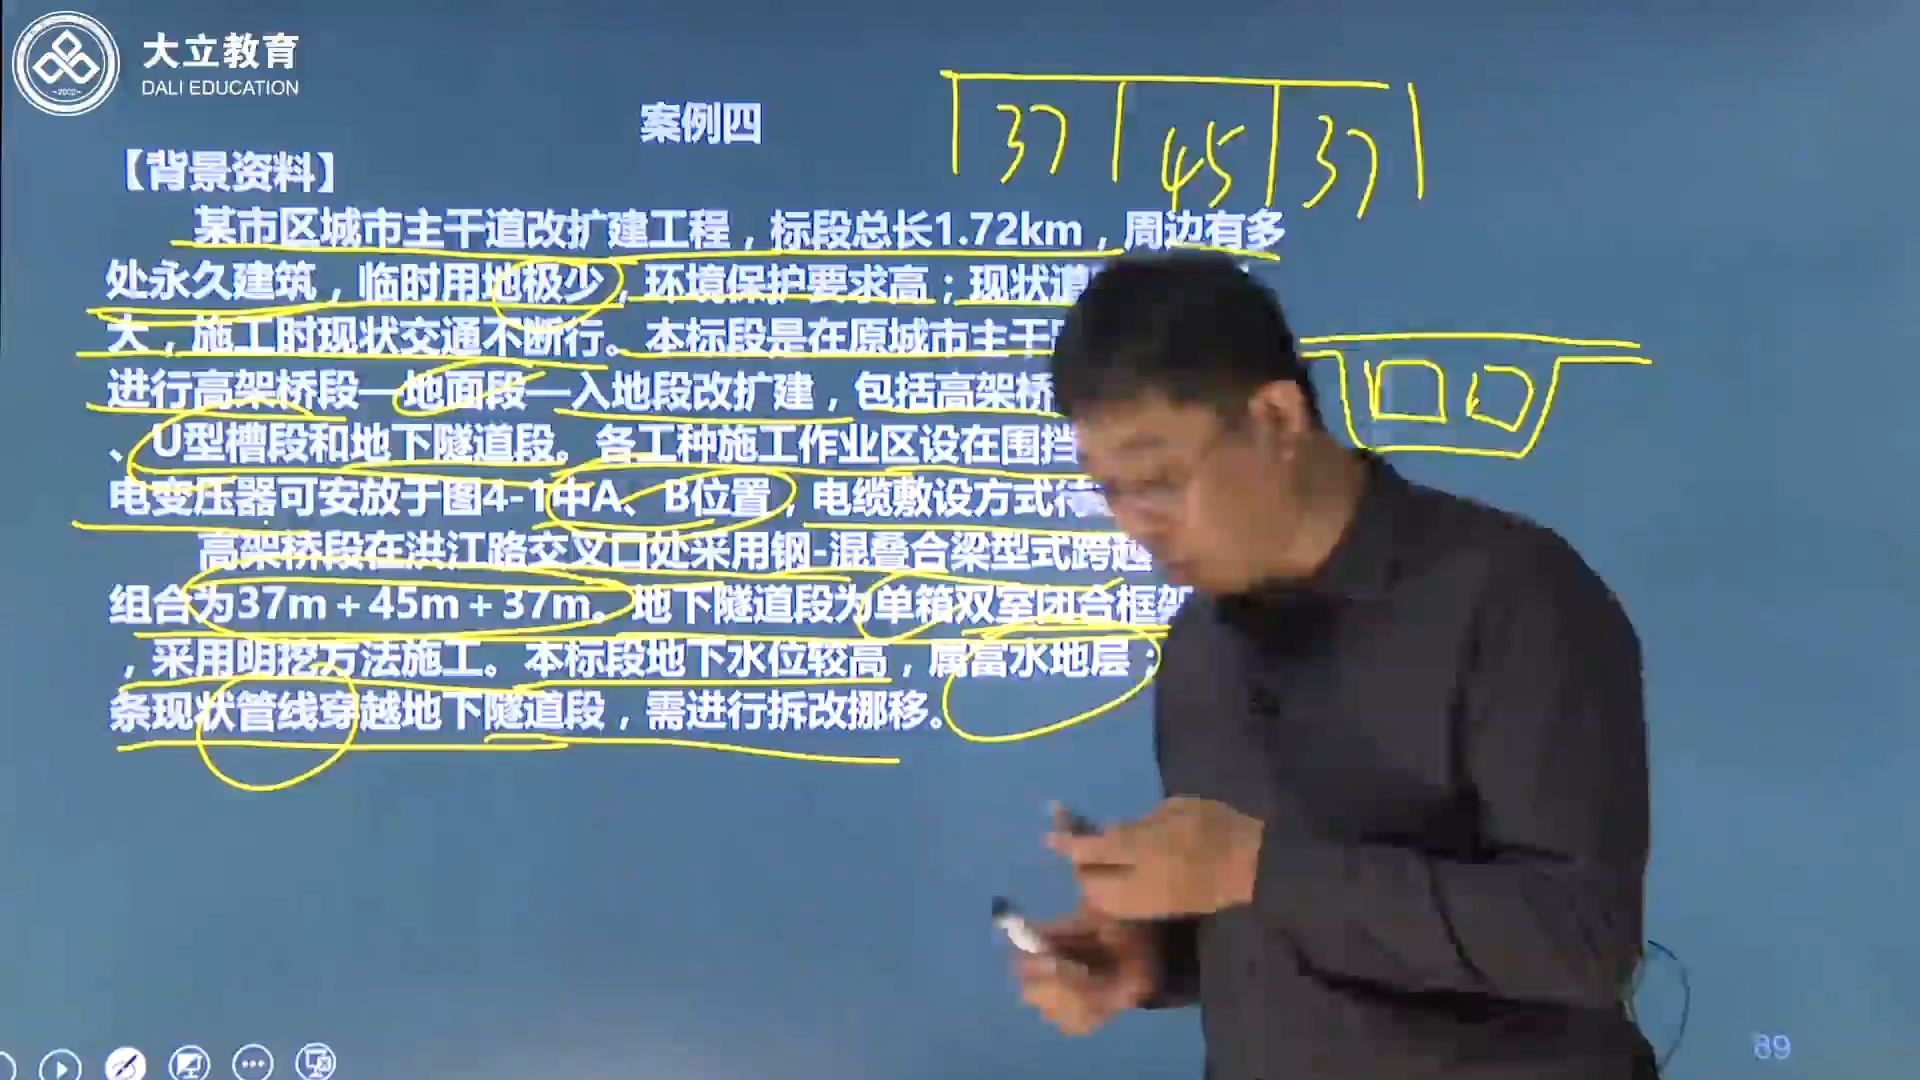 大立教育
DALI EDUCATION
~2002~
案例四
37 45 37
【背景资料】
某市区城市主干道改扩建工程，标段总长1.72km，周边有多
处永久建筑，临时用地极少，环境保护要求高；现状道
大，施工时现状交通不断行。本标段是在原城市主干
进行高架桥段—地面段—入地段改扩建，包括高架桥
、U型槽段和地下隧道段。各工种施工作业区设在围挡
电变压器可安放于图4-1中A、B位置，电缆敷设方式待
高架桥段在洪江路交叉口处采用钢-混叠合梁型式跨越
组合为37m＋45m＋37m。地下隧道段为单箱双室闭合框架
，采用明挖方法施工。本标段地下水位较高，属富水地层；
条现状管线穿越地下隧道段，需进行拆改挪移。
89